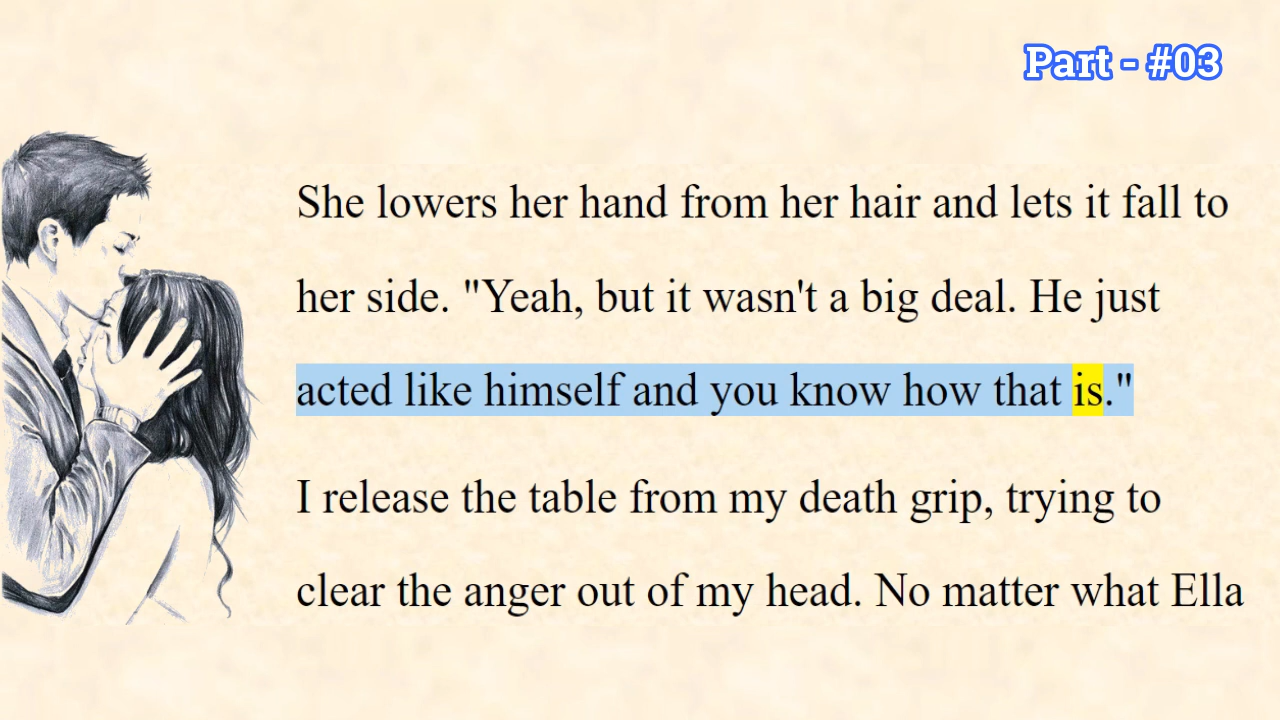 Part - #03
She lowers her hand from her hair and lets it fall to
her side. "Yeah, but it wasn't a big deal. He just
acted like himself and you know how that is."
I release the table from my death grip, trying to
clear the anger out of my head. No matter what Ella